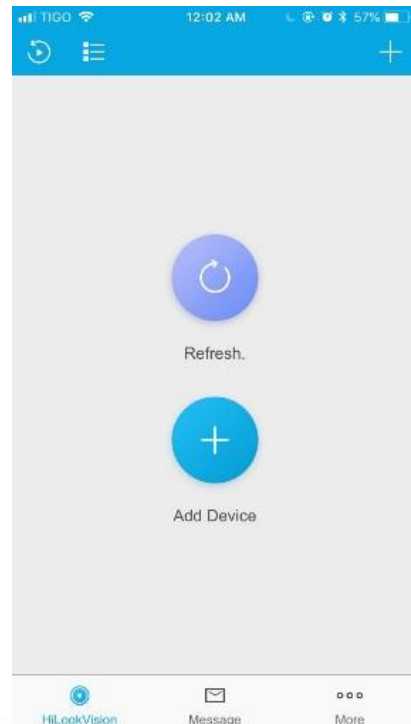 TIGO 12:02 AM 57%
Refresh.
Add Device
HiLookVision Message More